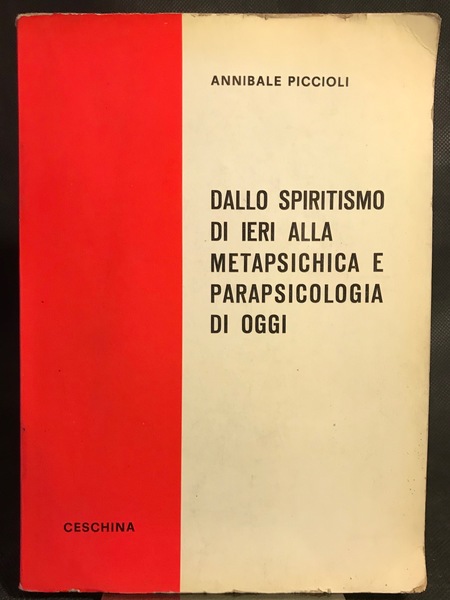 ANNIBALE PICCIOLI
DALLO SPIRITISMO
DI IERI ALLA
METAPSICHICA E
PARAPSICOLOGIA
DI OGGI
CESCHINA